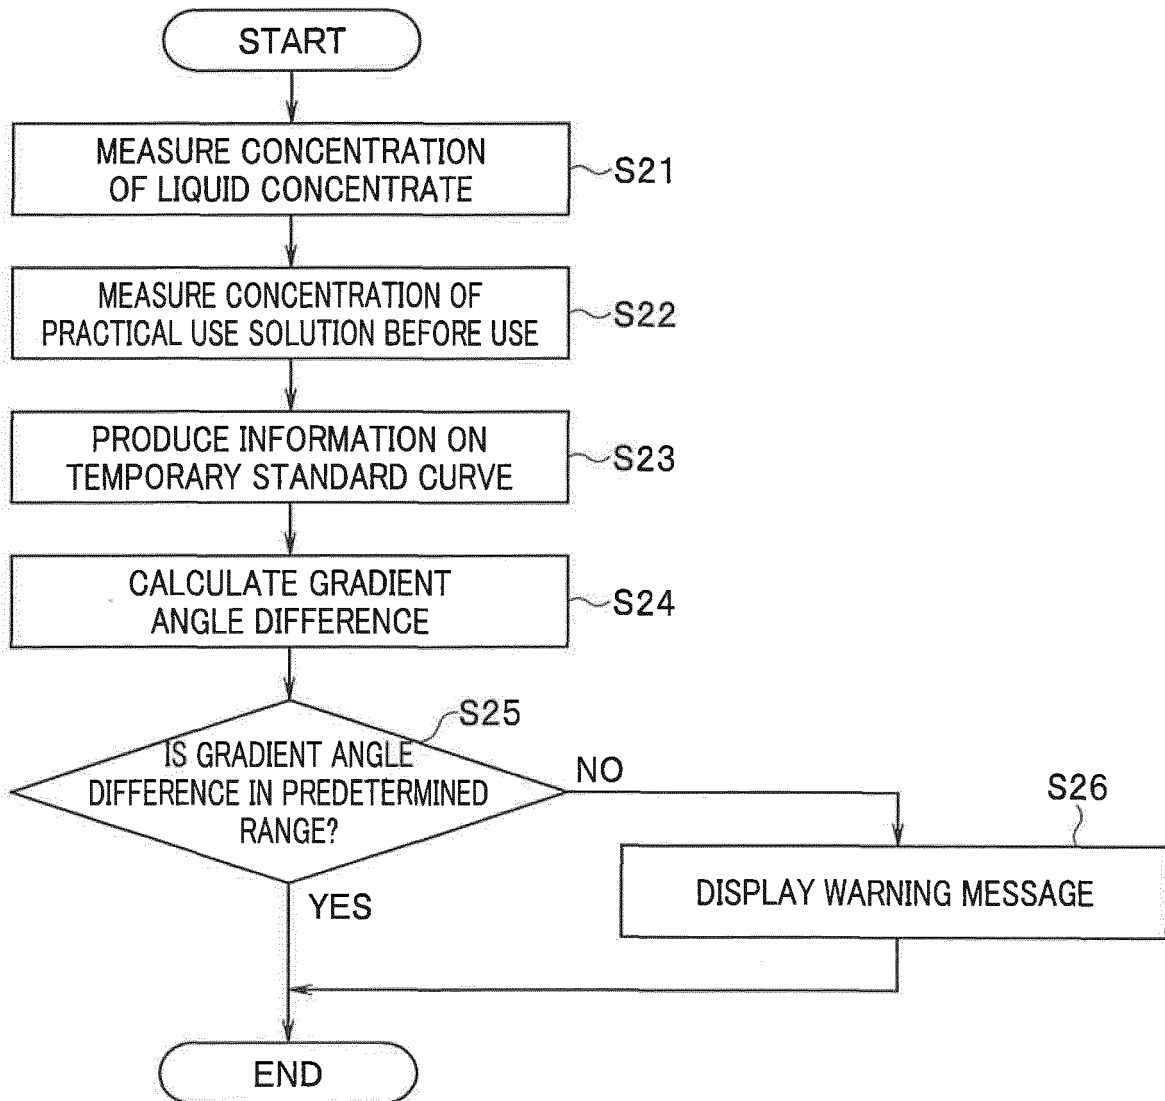 START
MEASURE CONCENTRATION
OF LIQUID CONCENTRATE
S21
MEASURE CONCENTRATION OF
PRACTICAL USE SOLUTION BEFORE USE
S22
PRODUCE INFORMATION ON
TEMPORARY STANDARD CURVE
S23
CALCULATE GRADIENT
ANGLE DIFFERENCE
S24
S25
IS GRADIENT ANGLE
DIFFERENCE IN PREDETERMINED
RANGE?
NO
S26
DISPLAY WARNING MESSAGE
YES
END